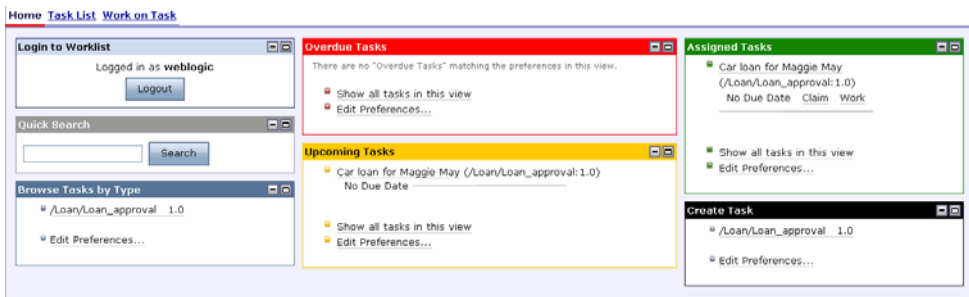 Home Task List Work on Task
Login to Worklist
Logged in as weblogic
Logout
Quick Search
Search
Browse Tasks by Type
/Loan/Loan_approval 1.0
Edit Preferences...
Overdue Tasks
There are no "Overdue Tasks" matching the preferences in this view.
Show all tasks in this view
Edit Preferences...
Upcoming Tasks
Car loan for Maggie May (/Loan/Loan_approval:1.0)
No Due Date
Show all tasks in this view
Edit Preferences...
Assigned Tasks
Car loan for Maggie May
(/Loan/Loan_approval:1.0)
No Due Date Claim Work
Show all tasks in this view
Edit Preferences...
Create Task
/Loan/Loan_approval 1.0
Edit Preferences...